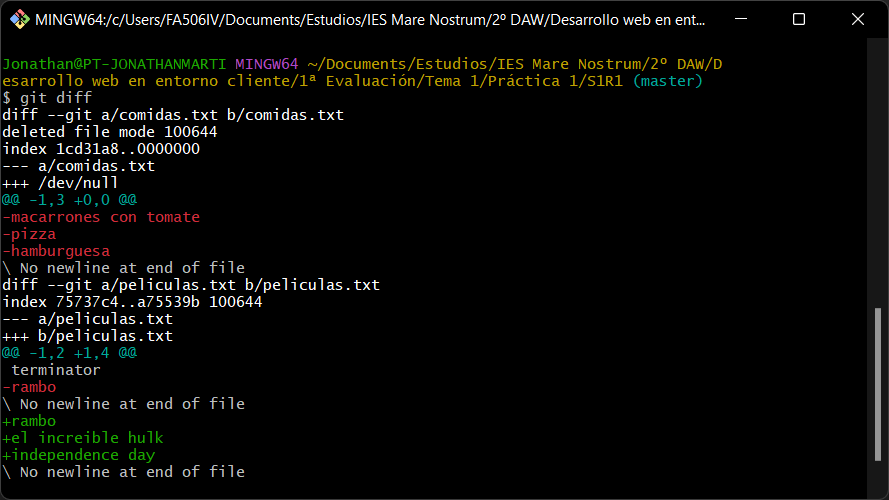 MINGW64:/c/Users/FA506IV/Documents/Estudios/IES Mare Nostrum/2º DAW/Desarrollo web en ent...
Jonathan@PT-JONATHANMARTI MINGW64 ~/Documents/Estudios/IES Mare Nostrum/2º DAW/D
esarrollo web en entorno cliente/1ª Evaluación/Tema 1/Práctica 1/S1R1 (master)
$ git diff
diff --git a/comidas.txt b/comidas.txt
deleted file mode 100644
index 1cd31a8..0000000
--- a/comidas.txt
+++ /dev/null
@@ -1,3 +0,0 @@
-macarrones con tomate
-pizza
-hamburguesa
\ No newline at end of file
diff --git a/peliculas.txt b/peliculas.txt
index 75737c4..a75539b 100644
--- a/peliculas.txt
+++ b/peliculas.txt
@@ -1,2 +1,4 @@
 terminator
-rambo
\ No newline at end of file
+rambo
+el increible hulk
+independence day
\ No newline at end of file